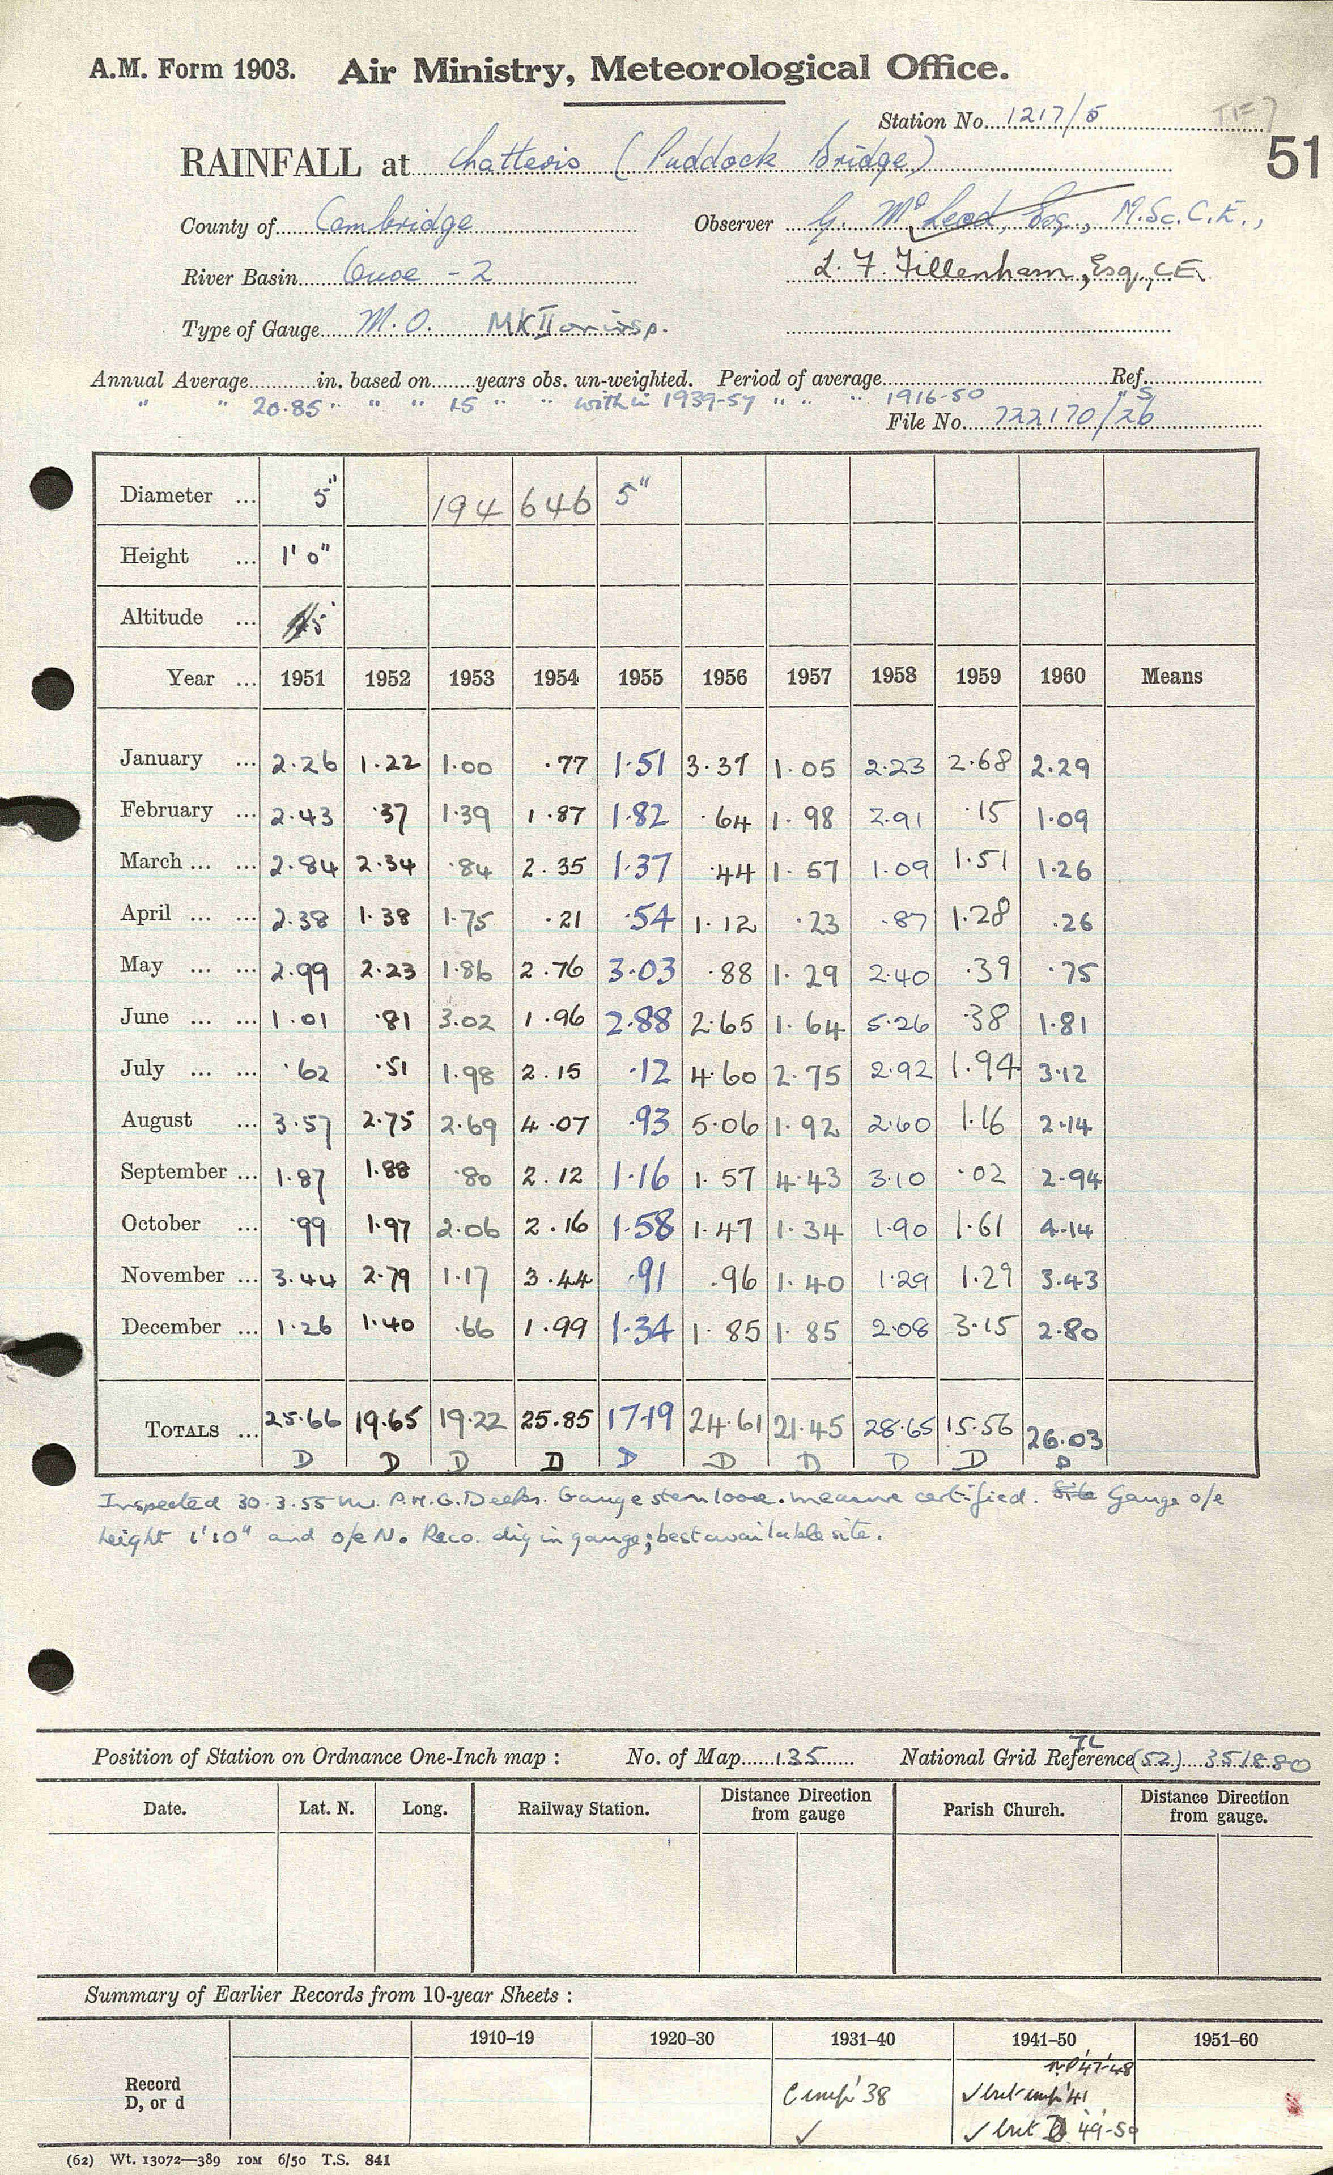 A.M. Form 1903. Air Ministry, Meteorological Office.
Station No. 1217/5
51
RAINFALL at Chatteris (Puddock Bridge)
County of Cambridge Observer G. McLeod, Esq., M.Sc.C.E.,
River Basin Ouse - 2 L. F. Fillenham, Esq., C.E.
Type of Gauge M.O. MK II
Annual Average in. based on years obs. un-weighted. Period of average Ref.
" " 20.85 " " " 15 " " within 1939-57 " " " 1916-50 " S
File No. 722170/26
Diameter ... 5" 194 646 5"
Height ... 1' 0"
Altitude ... 5'
Year ... 1951 1952 1953 1954 1955 1956 1957 1958 1959 1960 Means
January ... 2.26 1.22 1.00 .77 1.51 3.37 1.05 2.23 2.68 2.29
February ... 2.43 .37 1.39 1.87 1.82 .64 1.98 2.91 .15 1.09
March ... ... 2.84 2.34 .84 2.35 1.37 .44 1.57 1.09 1.51 1.26
April ... ... 2.38 1.38 1.75 .21 .54 1.12 .23 .87 1.28 .26
May ... ... 2.99 2.23 1.86 2.76 3.03 .88 1.29 2.40 .39 .75
June ... ... 1.01 .81 3.02 1.96 2.88 2.65 1.64 5.26 .38 1.81
July ... ... .62 .51 1.98 2.15 .12 4.60 2.75 2.92 1.94 3.12
August ... 3.57 2.75 2.69 4.07 .93 5.06 1.92 2.60 1.16 2.14
September ... 1.87 1.88 .80 2.12 1.16 1.57 4.43 3.10 .02 2.94
October ... .99 1.97 2.06 2.16 1.58 1.47 1.34 1.90 1.61 4.14
November ... 3.44 2.79 1.17 3.44 .91 .96 1.40 1.29 1.29 3.43
December ... 1.26 1.40 .66 1.99 1.34 1.85 1.85 2.08 3.15 2.80
TOTALS ... 25.66 19.65 19.22 25.85 17.19 24.61 21.45 28.65 15.56 26.03
D D D D D D D D D D
Inspected 30.3.55 Mr. P.H.G. Deeks. Gauge stem loose. measure certified. Site Gauge o/e
height 1'10" and o/e N. Reco. dig in gauge; best available site.
Position of Station on Ordnance One-Inch map : No. of Map 135 National Grid Reference TL (52) 351880
Date. Lat. N. Long. Railway Station. Distance Direction from gauge Parish Church. Distance Direction from gauge.
Summary of Earlier Records from 10-year Sheets :
1910-19 1920-30 1931-40 1941-50 1951-60
Record
D, or d
'38
✓
'47-48
✓ but '41
✓ but '49-50
(62) Wt. 13072—389 10M 6/50 T.S. 841